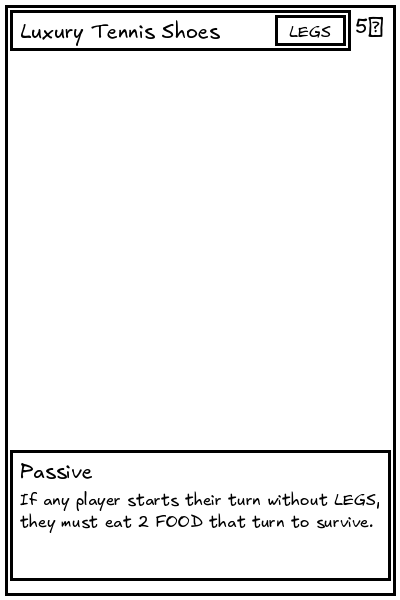 Luxury Tennis Shoes
LEGS
5
Passive
If any player starts their turn without LEGS,
they must eat 2 FOOD that turn to survive.